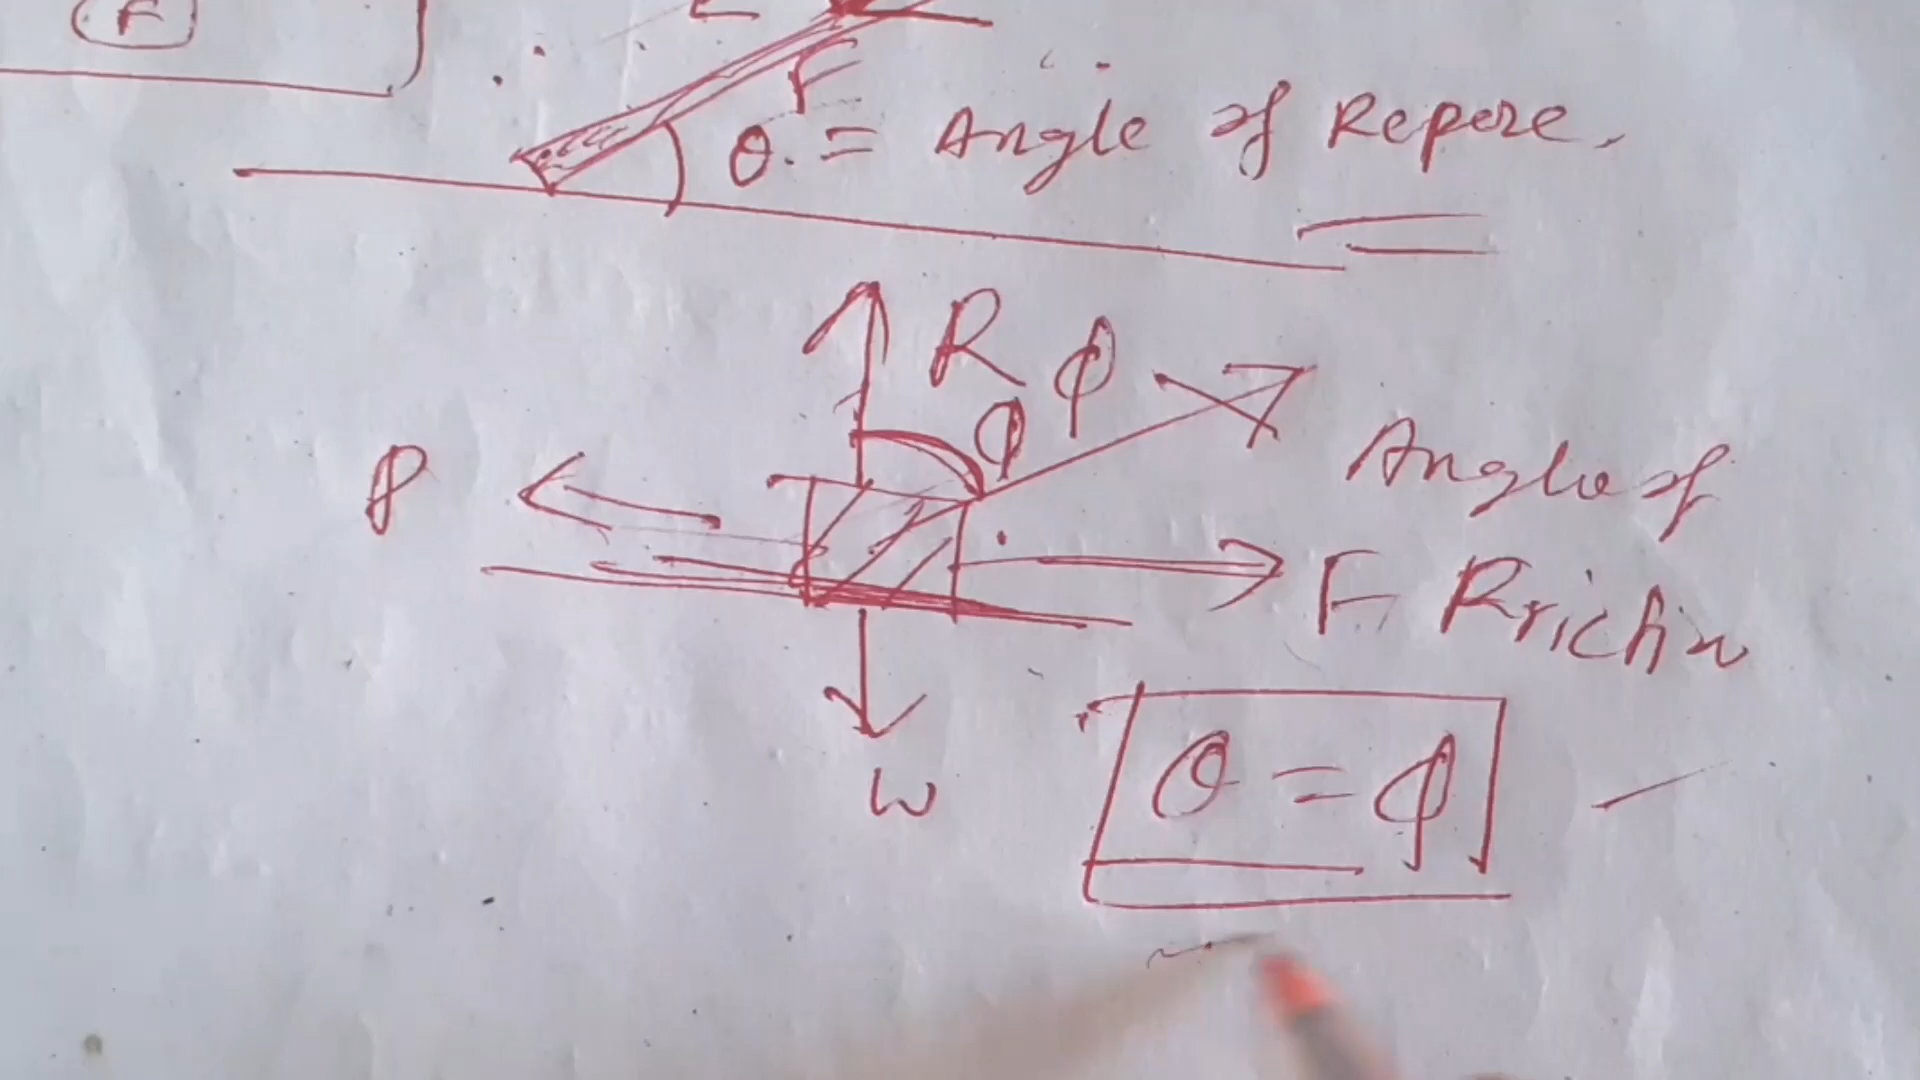 F
F
θ. = Angle of Repose.
R
φ
φ
P
Angle of
F Friction
W
θ = φ